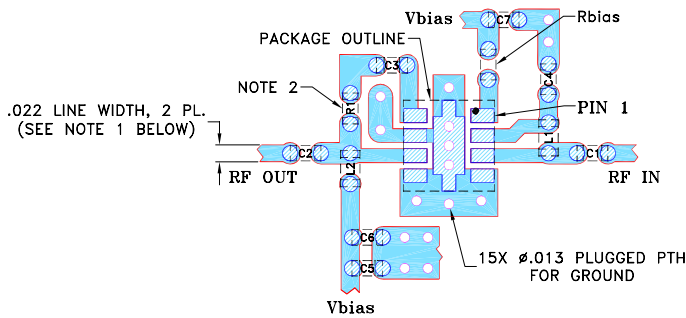 Vbias
C7
Rbias
PACKAGE OUTLINE
C3
C4
NOTE 2
R1
PIN 1
.022 LINE WIDTH, 2 PL.
(SEE NOTE 1 BELOW)
C2
L2
L1
C1
RF OUT
RF IN
C6
C5
15X Ø.013 PLUGGED PTH
FOR GROUND
Vbias